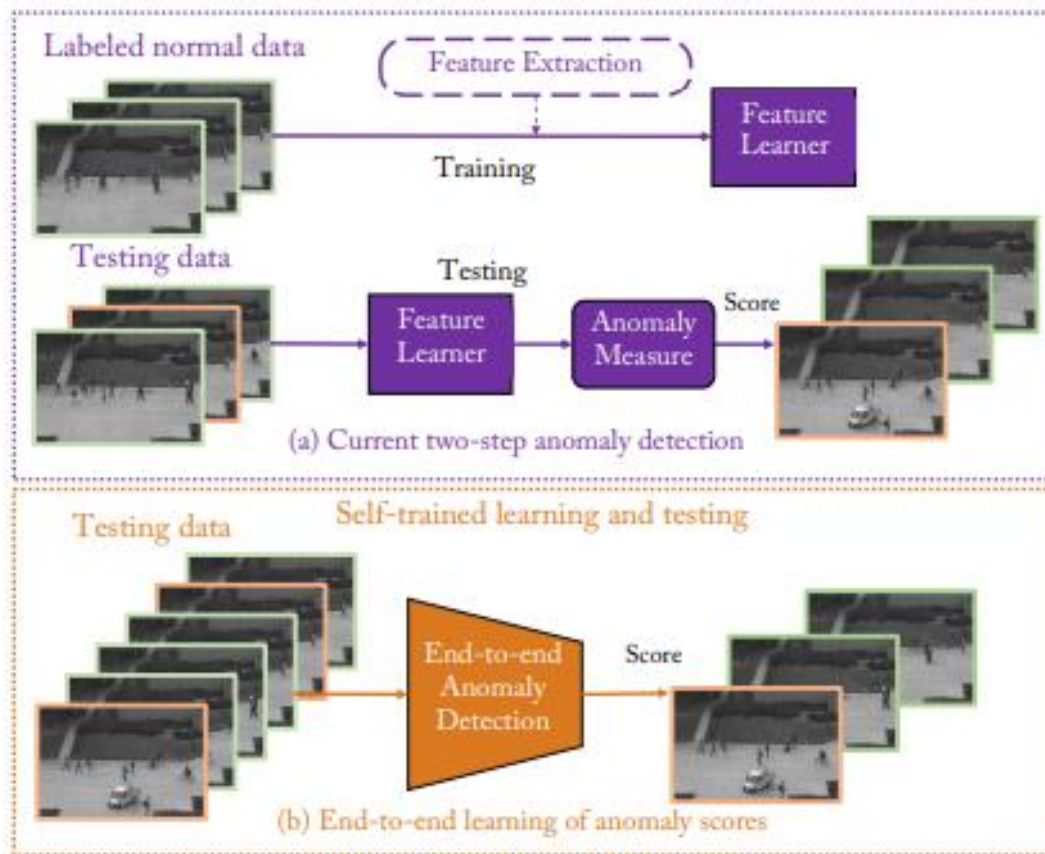 Labeled normal data
Feature Extraction
Feature
Learner
Training
Testing data
Testing
Feature
Learner
Anomaly
Measure
Score
(a) Current two-step anomaly detection
Self-trained learning and testing
Testing data
End-to-end
Anomaly
Detection
Score
(b) End-to-end learning of anomaly scores